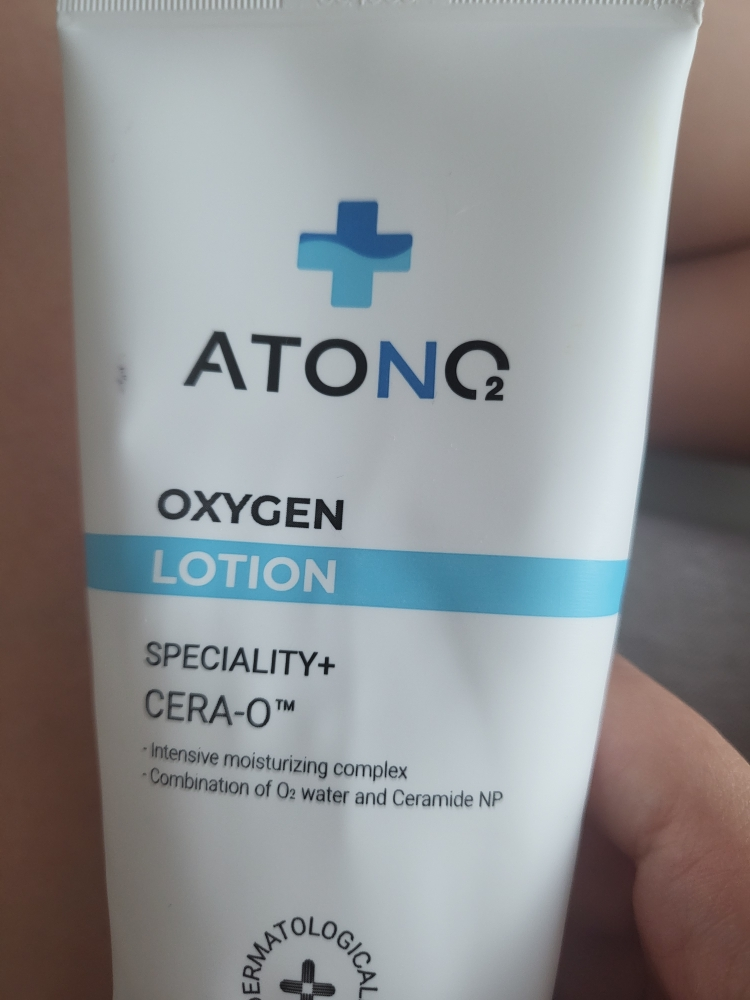 ATONO₂
OXYGEN
LOTION
SPECIALITY+
CERA-O™
· Intensive moisturizing complex
· Combination of O₂ water and Ceramide NP
DERMATOLOGICAL